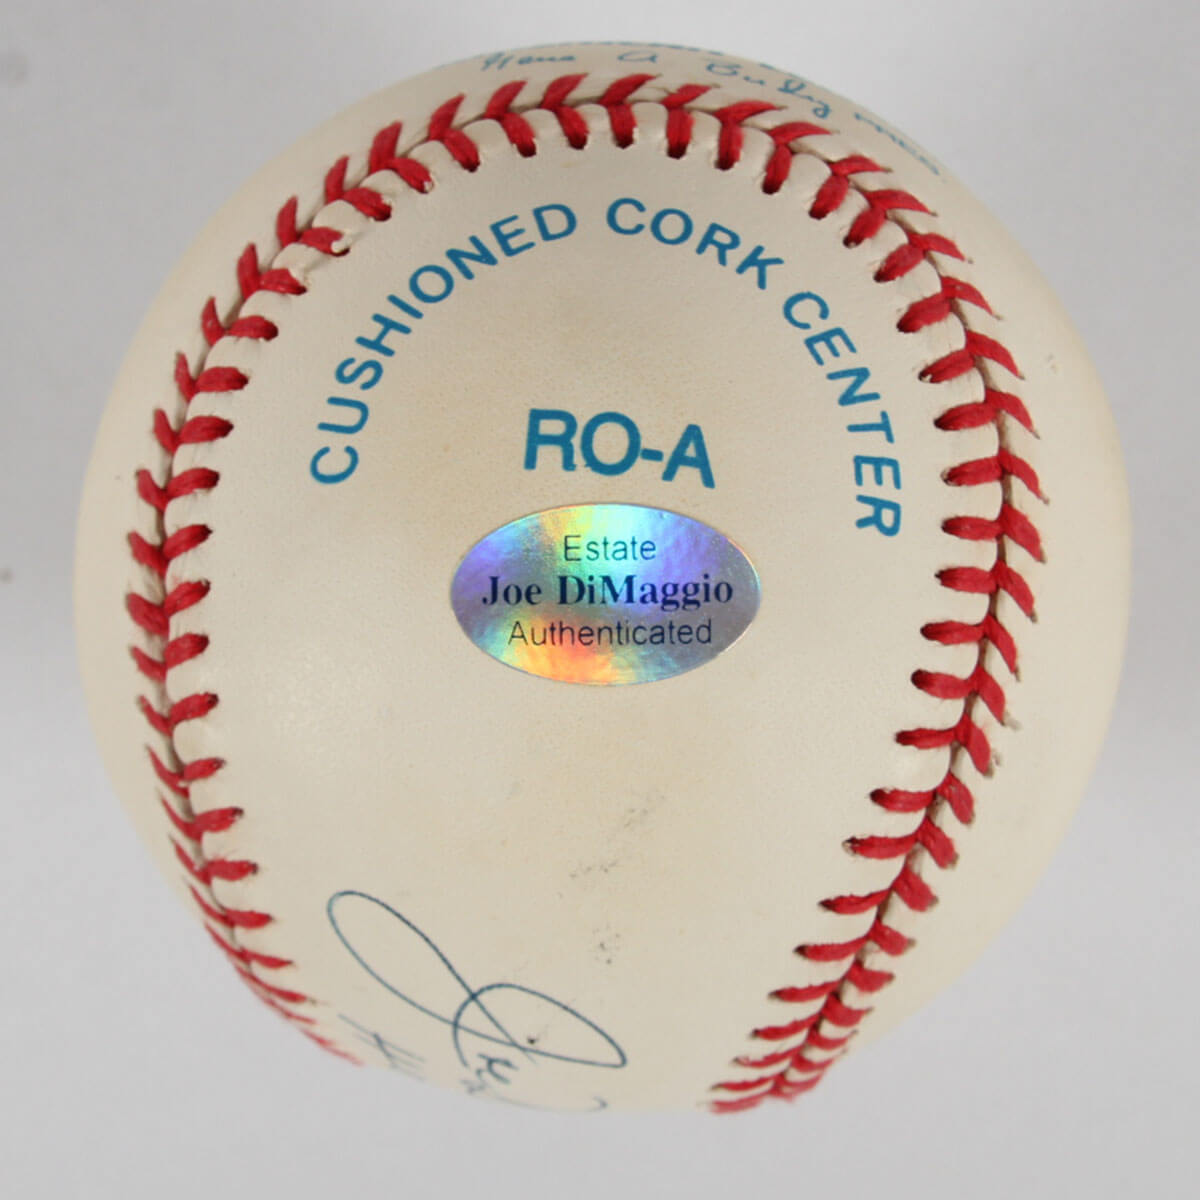 CUSHIONED CORK CENTER
RO-A
Estate
Joe DiMaggio
Authenticated